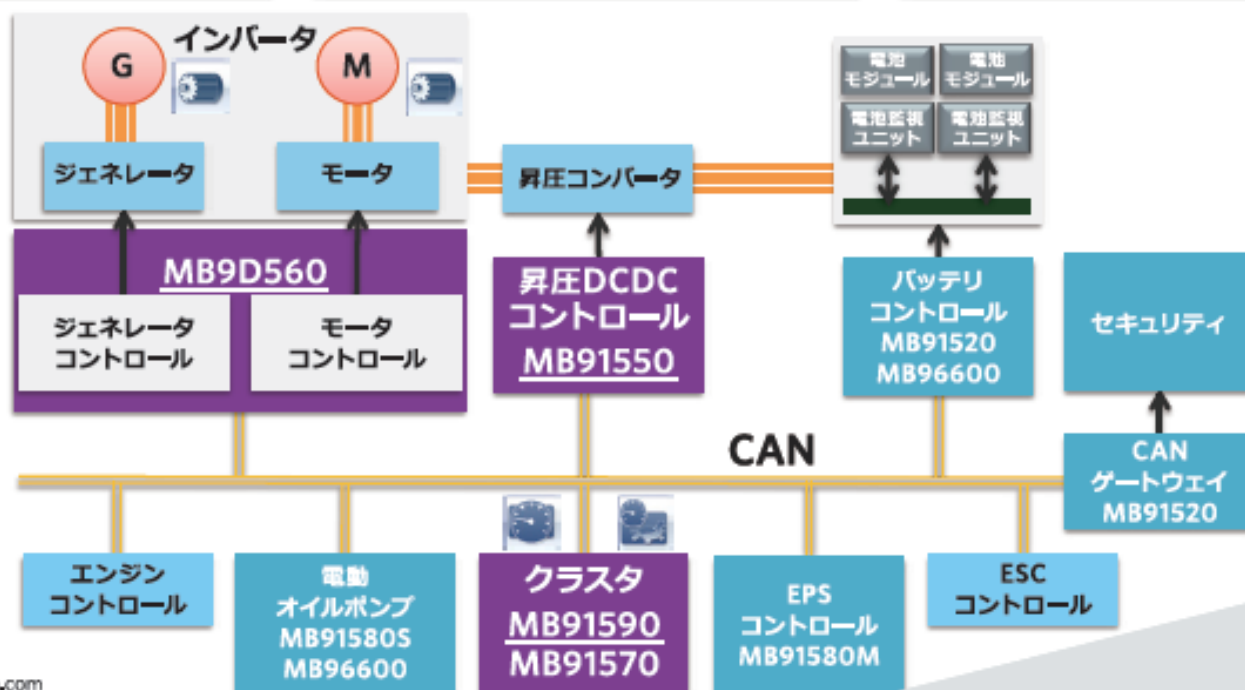 インバータ
G
M
ジェネレータ
モータ
昇圧コンバータ
電池
モジュール
電池
モジュール
電池監視
ユニット
電池監視
ユニット
MB9D560
ジェネレータ
コントロール
モータ
コントロール
昇圧DCDC
コントロール
MB91550
バッテリ
コントロール
MB91520
MB96600
セキュリティ
CAN
CAN
ゲートウェイ
MB91520
エンジン
コントロール
電動
オイルポンプ
MB91580S
MB96600
クラスタ
MB91590
MB91570
EPS
コントロール
MB91580M
ESC
コントロール
.com